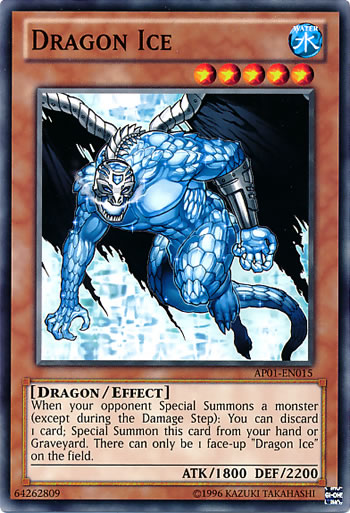 DRAGON ICE
WATER
水
AP01-EN015
[DRAGON/EFFECT]
When your opponent Special Summons a monster
(except during the Damage Step): You can discard
1 card; Special Summon this card from your hand or
Graveyard. There can only be 1 face-up "Dragon Ice"
on the field.
ATK/1800 DEF/2200
64262809
©1996 KAZUKI TAKAHASHI